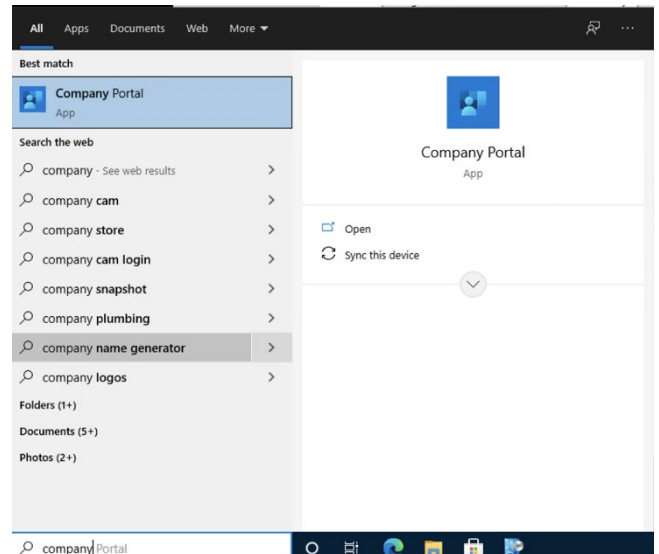 All Apps Documents Web More
Best match
Company Portal
App
Search the web
company - See web results
company cam
company store
company cam login
company snapshot
company plumbing
company name generator
company logos
Folders (1+)
Documents (5+)
Photos (2+)
Company Portal
App
Open
Sync this device
company Portal